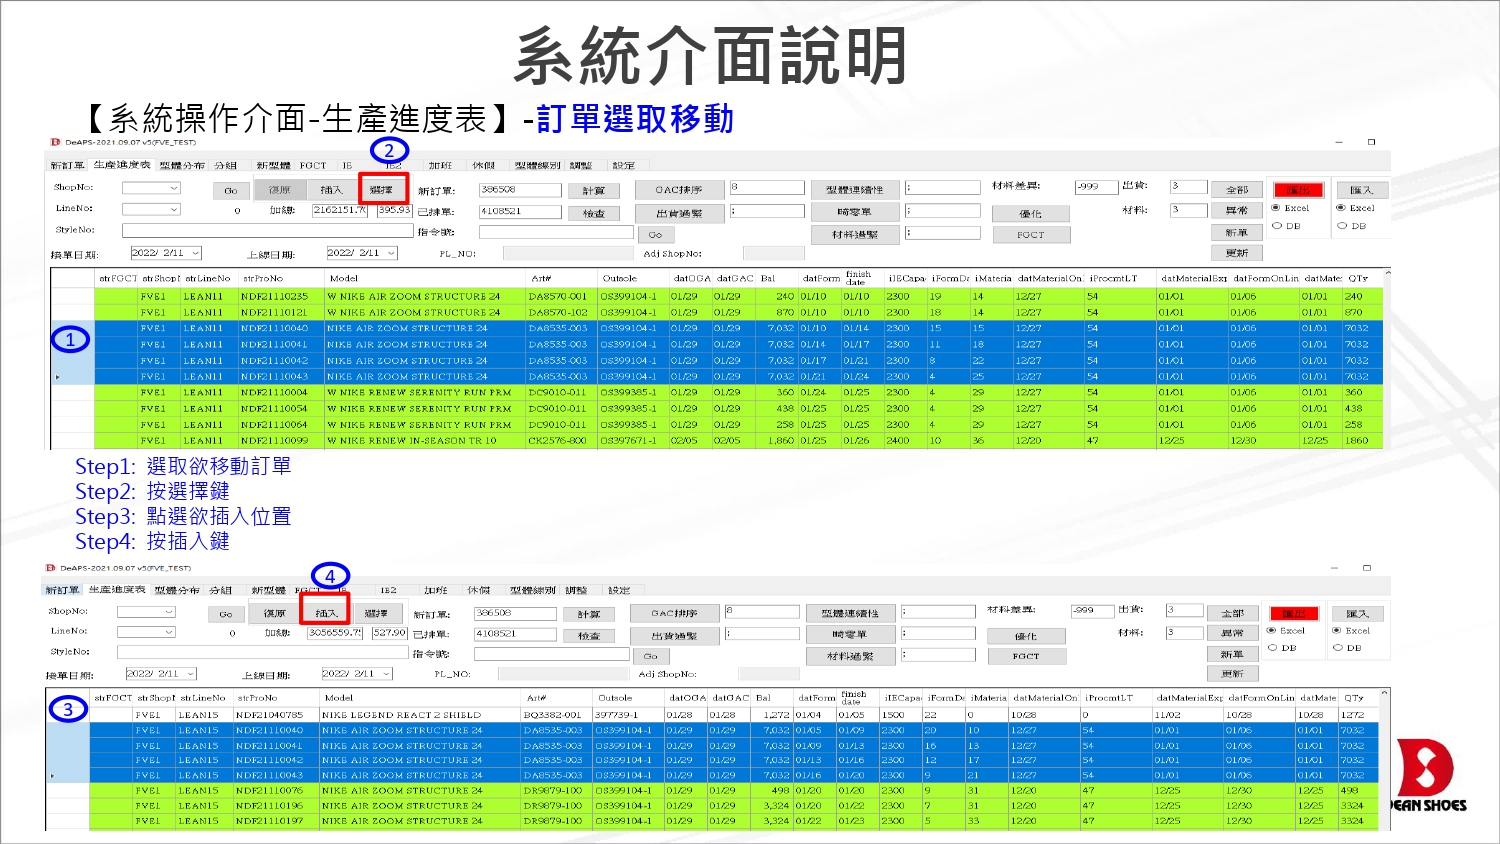 系統介面說明
【系統操作介面-生產進度表】-訂單選取移動
DeAPS-2021.09.07 v5(FVE_TEST)
2
新訂單 生產進度表 型體分布 分組 新型體 FGCT IE IE2 加班 休假 型體線別 調整 設定
ShopNo: Go 復原 插入 選擇 新訂單: 386508 計算 GAC排序 8 型體連續性 ; 材料差異: -999 出貨: 3 全部 匯出 匯入
LineNo: 0 加總: 2162151.7( 395.93 已排單: 4108521 檢查 出貨過緊 ; 畸零單 ; 優化 材料: 3 異常 Excel Excel
StyleNo: 指令號: Go 材料過緊 ; FGCT 新單 DB DB
接單日期: 2022/ 2/11 上線日期: 2022/ 2/11 PL_NO: Adj ShopNo: 更新
strFGCT strShopN strLineNo strProNo Model Art# Outsole datOGA datGAC Bal datForm finish date iIECapa iFormDa iMateria datMaterialOn iProcmtLT datMaterialExp datFormOnLin datMate QTy
FVE1 LEAN11 NDF21110235 W NIKE AIR ZOOM STRUCTURE 24 DA8570-001 OS399104-1 01/29 01/29 240 01/10 01/10 2300 19 14 12/27 54 01/01 01/06 01/01 240
FVE1 LEAN11 NDF21110121 W NIKE AIR ZOOM STRUCTURE 24 DA8570-102 OS399104-1 01/29 01/29 870 01/10 01/10 2300 18 14 12/27 54 01/01 01/06 01/01 870
1
FVE1 LEAN11 NDF21110040 NIKE AIR ZOOM STRUCTURE 24 DA8535-003 OS399104-1 01/29 01/29 7,032 01/10 01/14 2300 15 15 12/27 54 01/01 01/06 01/01 7032
FVE1 LEAN11 NDF21110041 NIKE AIR ZOOM STRUCTURE 24 DA8535-003 OS399104-1 01/29 01/29 7,032 01/14 01/17 2300 11 18 12/27 54 01/01 01/06 01/01 7032
FVE1 LEAN11 NDF21110042 NIKE AIR ZOOM STRUCTURE 24 DA8535-003 OS399104-1 01/29 01/29 7,032 01/17 01/21 2300 8 22 12/27 54 01/01 01/06 01/01 7032
FVE1 LEAN11 NDF21110043 NIKE AIR ZOOM STRUCTURE 24 DA8535-003 OS399104-1 01/29 01/29 7,032 01/21 01/24 2300 4 25 12/27 54 01/01 01/06 01/01 7032
FVE1 LEAN11 NDF21110004 W NIKE RENEW SERENITY RUN PRM DC9010-011 OS399385-1 01/29 01/29 360 01/24 01/25 2300 4 29 12/27 54 01/01 01/06 01/01 360
FVE1 LEAN11 NDF21110054 W NIKE RENEW SERENITY RUN PRM DC9010-011 OS399385-1 01/29 01/29 438 01/25 01/25 2300 4 29 12/27 54 01/01 01/06 01/01 438
FVE1 LEAN11 NDF21110064 W NIKE RENEW SERENITY RUN PRM DC9010-011 OS399385-1 01/29 01/29 258 01/25 01/25 2300 4 29 12/27 54 01/01 01/06 01/01 258
FVE1 LEAN11 NDF21110099 W NIKE RENEW IN-SEASON TR 10 CK2576-800 OS397671-1 02/05 02/05 1,860 01/25 01/26 2400 10 36 12/20 47 12/25 12/30 12/25 1860
Step1: 選取欲移動訂單
Step2: 按選擇鍵
Step3: 點選欲插入位置
Step4: 按插入鍵
DeAPS-2021.09.07 v5(FVE_TEST)
4
新訂單 生產進度表 型體分布 分組 新型體 FGCT IE IE2 加班 休假 型體線別 調整 設定
ShopNo: Go 復原 插入 選擇 新訂單: 386508 計算 GAC排序 8 型體連續性 ; 材料差異: -999 出貨: 3 全部 匯出 匯入
LineNo: 0 加總: 3056559.7! 527.90 已排單: 4108521 檢查 出貨過緊 ; 畸零單 ; 優化 材料: 3 異常 Excel Excel
StyleNo: 指令號: Go 材料過緊 ; FGCT 新單 DB DB
接單日期: 2022/ 2/11 上線日期: 2022/ 2/11 PL_NO: Adj ShopNo: 更新
strFGCT strShopN strLineNo strProNo Model Art# Outsole datOGA datGAC Bal datForm finish date iIECapa iFormDa iMateria datMaterialOn iProcmtLT datMaterialExp datFormOnLin datMate QTy
3
FVE1 LEAN15 NDF21040785 NIKE LEGEND REACT 2 SHIELD BQ3382-001 397739-1 01/28 01/28 1,272 01/04 01/05 1500 22 0 10/28 0 11/02 10/28 10/28 1272
FVE1 LEAN15 NDF21110040 NIKE AIR ZOOM STRUCTURE 24 DA8535-003 OS399104-1 01/29 01/29 7,032 01/05 01/09 2300 20 10 12/27 54 01/01 01/06 01/01 7032
FVE1 LEAN15 NDF21110041 NIKE AIR ZOOM STRUCTURE 24 DA8535-003 OS399104-1 01/29 01/29 7,032 01/09 01/13 2300 16 13 12/27 54 01/01 01/06 01/01 7032
FVE1 LEAN15 NDF21110042 NIKE AIR ZOOM STRUCTURE 24 DA8535-003 OS399104-1 01/29 01/29 7,032 01/13 01/16 2300 12 17 12/27 54 01/01 01/06 01/01 7032
FVE1 LEAN15 NDF21110043 NIKE AIR ZOOM STRUCTURE 24 DA8535-003 OS399104-1 01/29 01/29 7,032 01/16 01/20 2300 9 21 12/27 54 01/01 01/06 01/01 7032
FVE1 LEAN15 NDF21110076 NIKE AIR ZOOM STRUCTURE 24 DR9879-100 OS399104-1 01/29 01/29 498 01/20 01/20 2300 9 31 12/20 47 12/25 12/30 12/25 498
FVE1 LEAN15 NDF21110196 NIKE AIR ZOOM STRUCTURE 24 DR9879-100 OS399104-1 01/29 01/29 3,324 01/20 01/22 2300 7 31 12/20 47 12/25 12/30 12/25 3324
FVE1 LEAN15 NDF21110197 NIKE AIR ZOOM STRUCTURE 24 DR9879-100 OS399104-1 01/29 01/29 3,324 01/22 01/23 2300 5 33 12/20 47 12/25 12/30 12/25 3324
DEAN SHOES